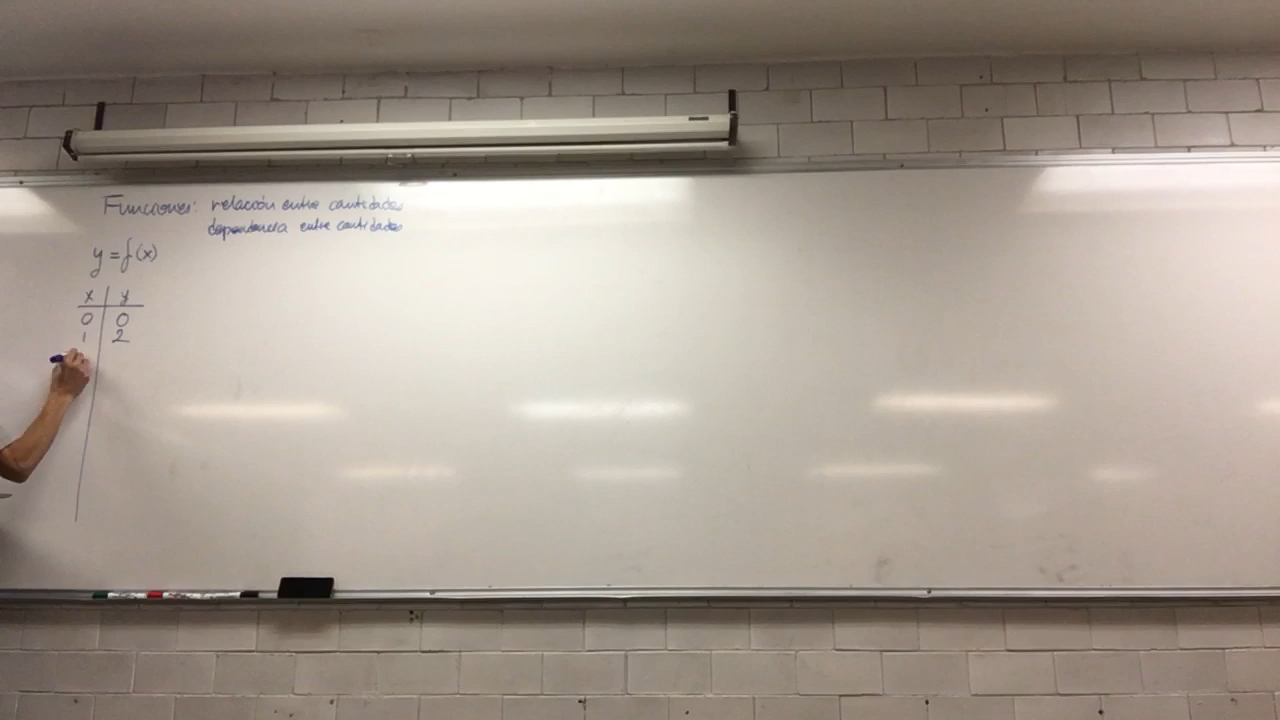 Funciones: relación entre cantidades
dependencia entre cantidades
y = f(x)
x y
0 0
1 2